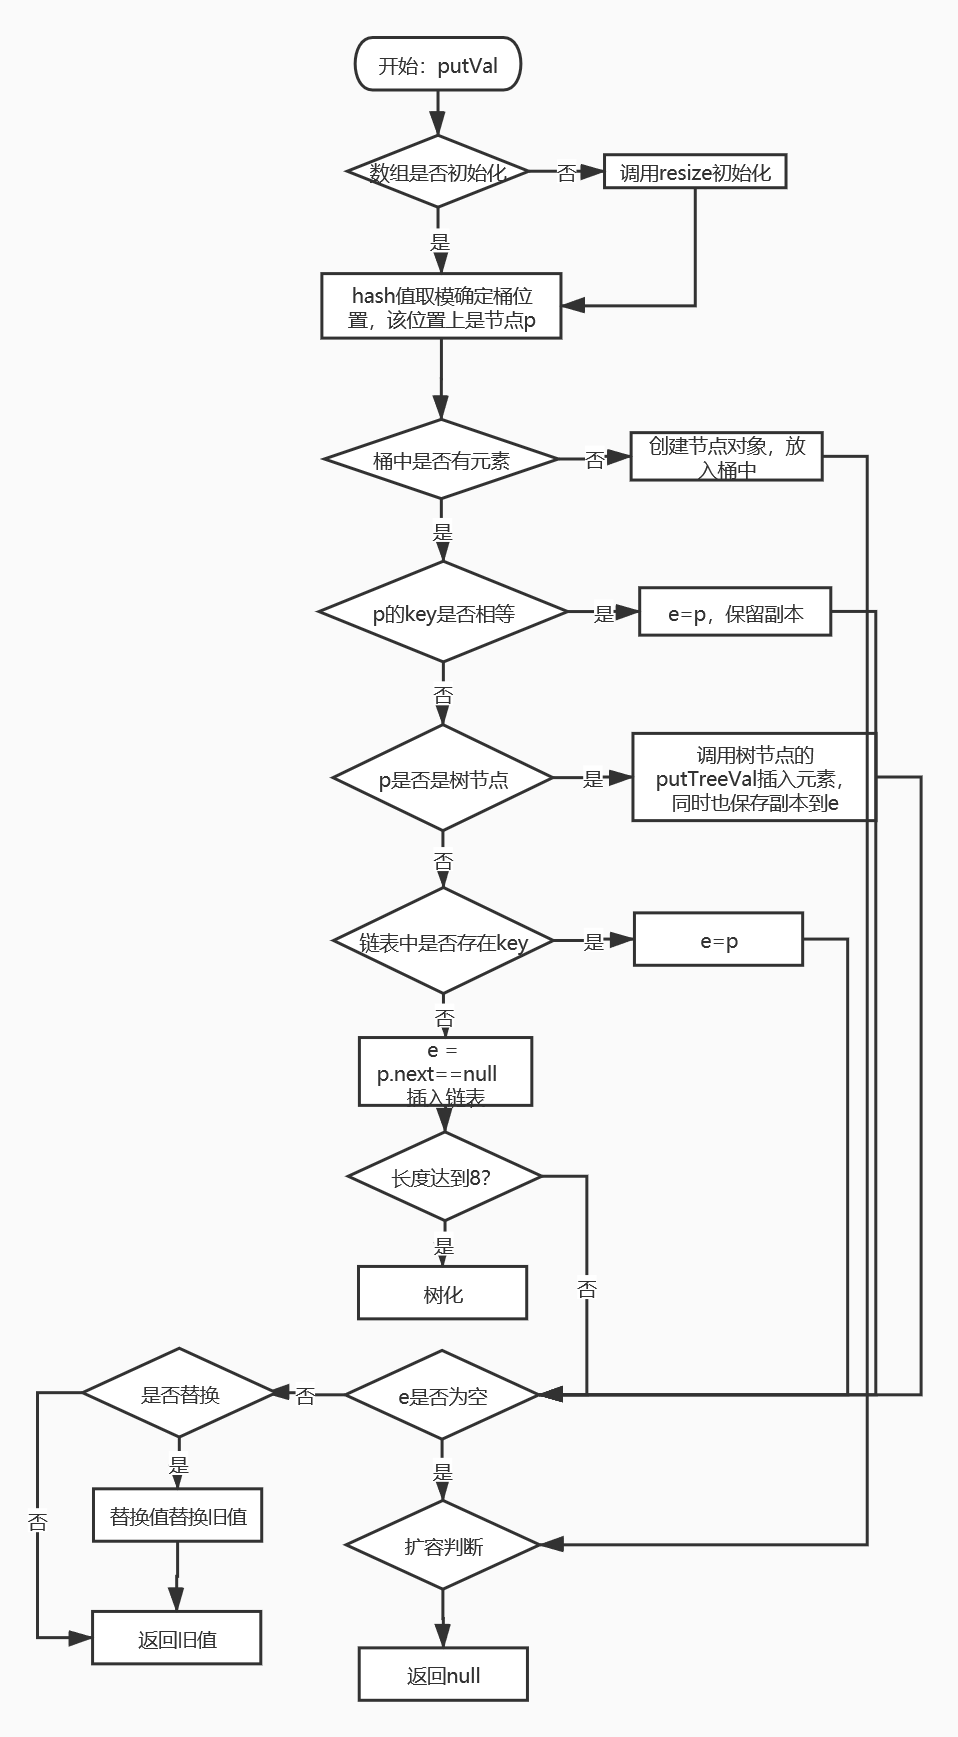 开始：putVal
数组是否初始化
否
调用resize初始化
是
hash值取模确定桶位
置，该位置上是节点p
桶中是否有元素
否
创建节点对象，放
入桶中
是
p的key是否相等
是
e=p，保留副本
否
p是否是树节点
是
调用树节点的
putTreeVal插入元素，
同时也保存副本到e
否
链表中是否存在key
是
e=p
否
e =
p.next==null
插入链表
长度达到8？
是
否
树化
是否替换
否
e是否为空
是
是
替换值替换旧值
否
扩容判断
返回旧值
返回null